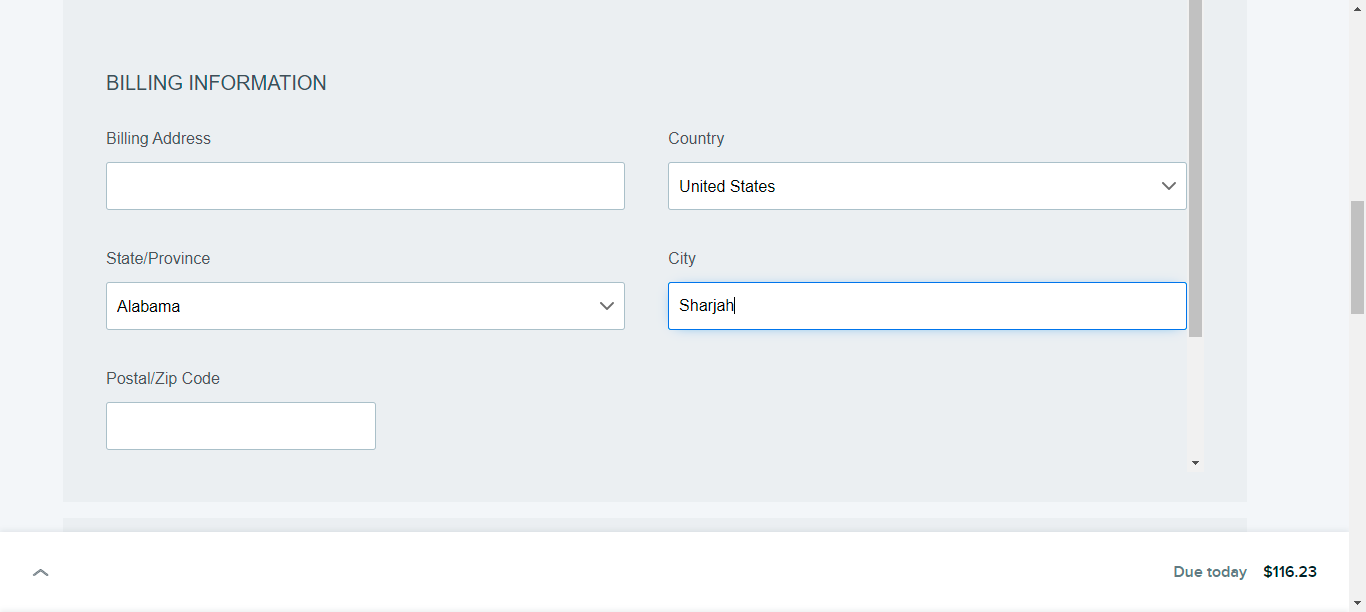 BILLING INFORMATION
Billing Address
Country
United States
State/Province
City
Alabama
Sharjah
Postal/Zip Code
Due today $116.23